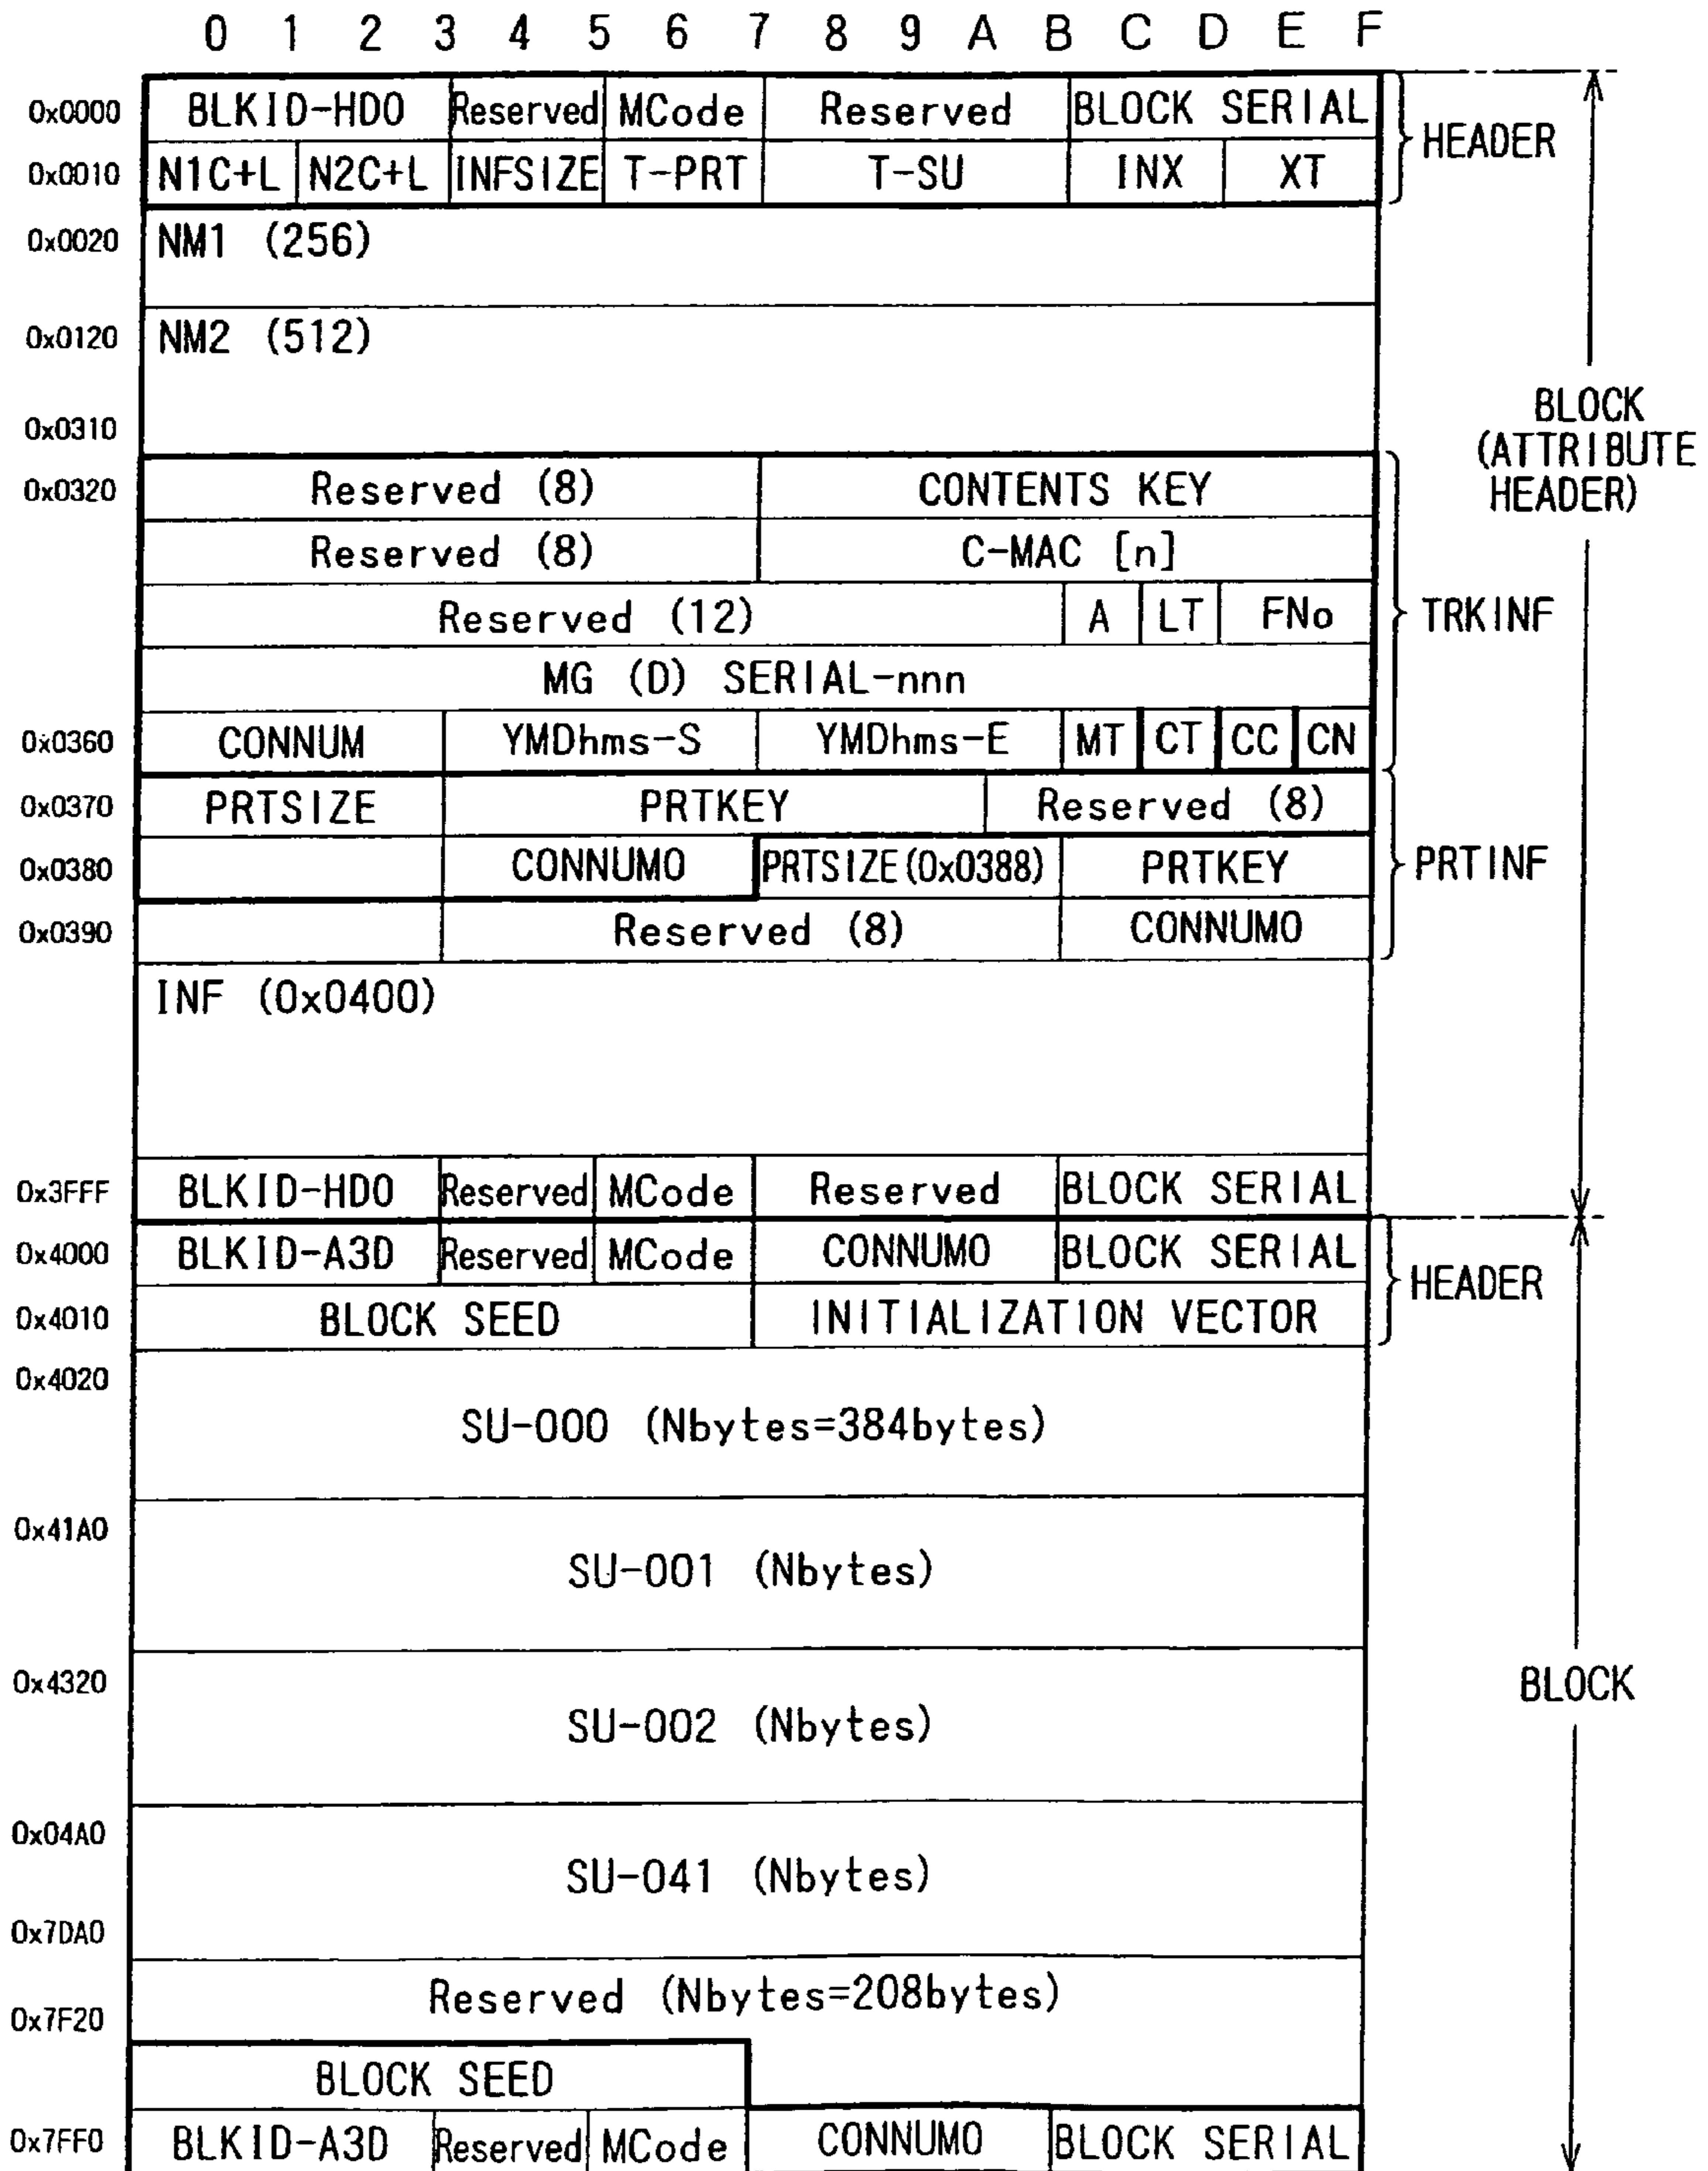 0 1 2 3 4 5 6 7 8 9 A B C D E F
0x0000 BLKID-HD0 Reserved MCode Reserved BLOCK SERIAL
HEADER
0x0010 N1C+L N2C+L INFSIZE T-PRT T-SU INX XT
0x0020 NM1 (256)
0x0120 NM2 (512)
0x0310
BLOCK
(ATTRIBUTE
HEADER)
0x0320 Reserved (8) CONTENTS KEY
Reserved (8) C-MAC [n]
Reserved (12) A LT FNo
TRKINF
MG (D) SERIAL-nnn
0x0360 CONNUM YMDhms-S YMDhms-E MT CT CC CN
0x0370 PRTSIZE PRTKEY Reserved (8)
0x0380 CONNUM0 PRTSIZE(0x0388) PRTKEY
PRTINF
0x0390 Reserved (8) CONNUM0
INF (0x0400)
0x3FFF BLKID-HD0 Reserved MCode Reserved BLOCK SERIAL
0x4000 BLKID-A3D Reserved MCode CONNUM0 BLOCK SERIAL
HEADER
0x4010 BLOCK SEED INITIALIZATION VECTOR
0x4020
SU-000 (Nbytes=384bytes)
0x41A0
SU-001 (Nbytes)
0x4320
SU-002 (Nbytes)
BLOCK
0x04A0
SU-041 (Nbytes)
0x7DA0
Reserved (Nbytes=208bytes)
0x7F20
BLOCK SEED
0x7FF0 BLKID-A3D Reserved MCode CONNUM0 BLOCK SERIAL